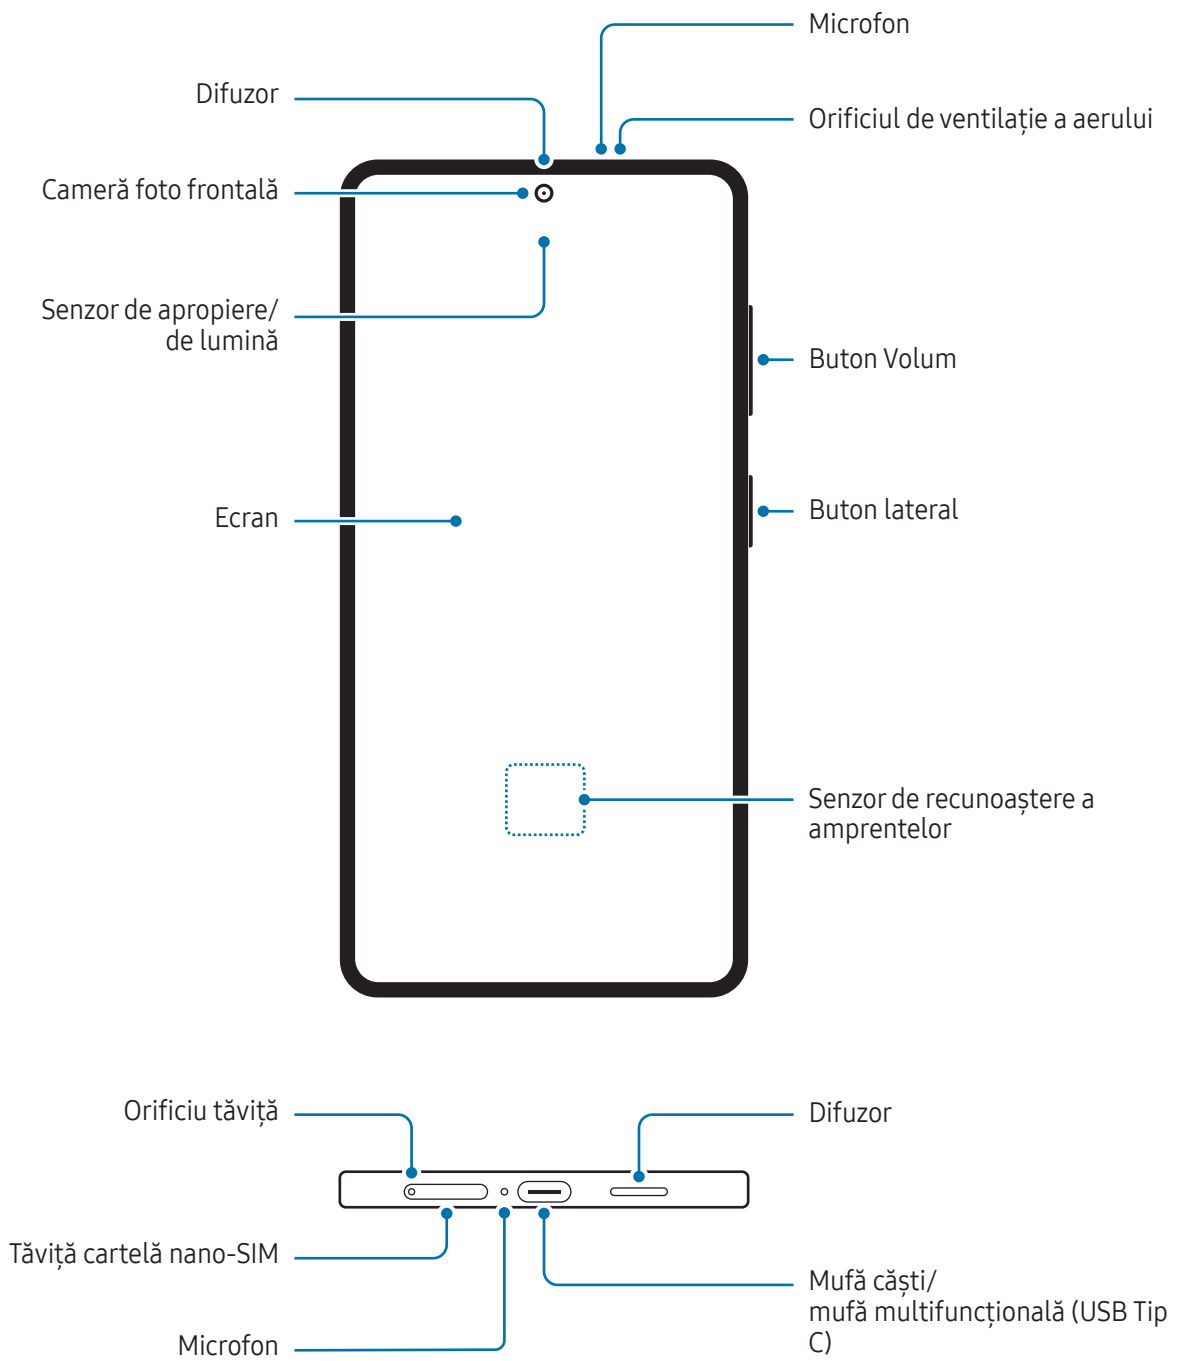 Microfon
Difuzor
Orificiul de ventilație a aerului
Cameră foto frontală
Senzor de apropiere/
de lumină
Buton Volum
Ecran
Buton lateral
Senzor de recunoaștere a
amprentelor
Orificiu tăviță
Difuzor
Tăviță cartelă nano-SIM
Mufă căști/
mufă multifuncțională (USB Tip
C)
Microfon